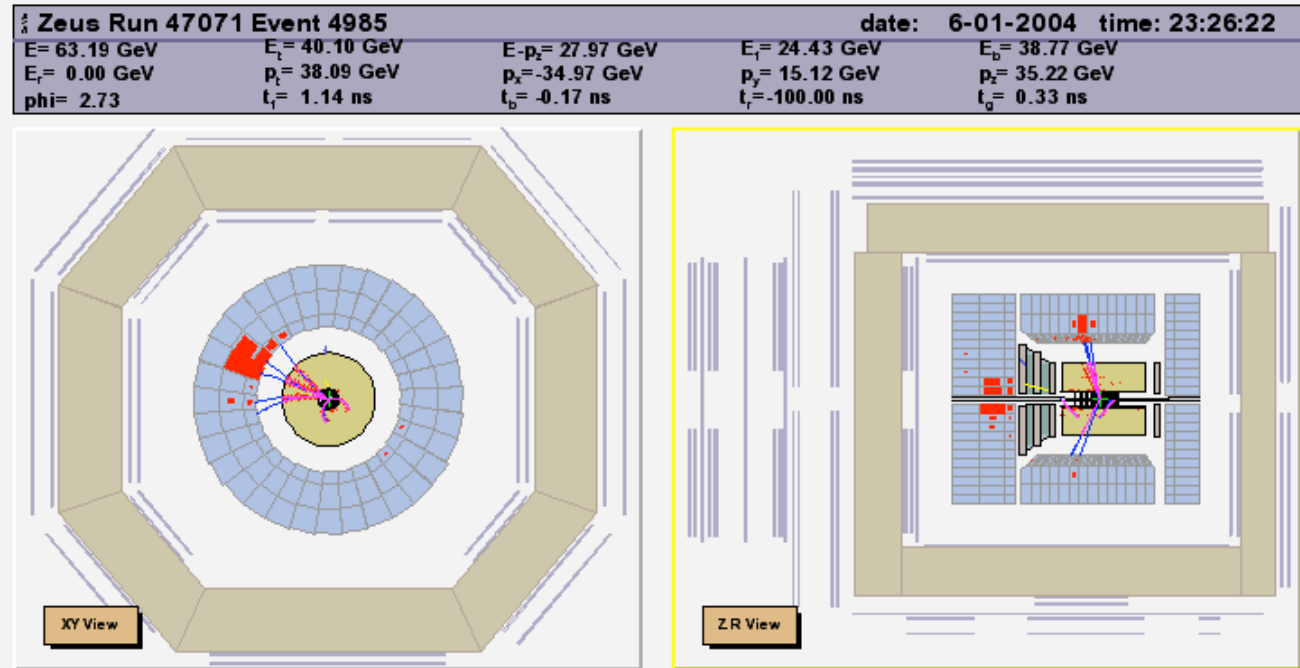 Zeus Run 47071 Event 4985 date: 6-01-2004 time: 23:26:22
E= 63.19 GeV Et= 40.10 GeV E-pz= 27.97 GeV Ef= 24.43 GeV Eb= 38.77 GeV
Er= 0.00 GeV pt= 38.09 GeV px=-34.97 GeV py= 15.12 GeV pz= 35.22 GeV
phi= 2.73 tf= 1.14 ns tb= -0.17 ns tr=-100.00 ns tg= 0.33 ns
XY View ZR View